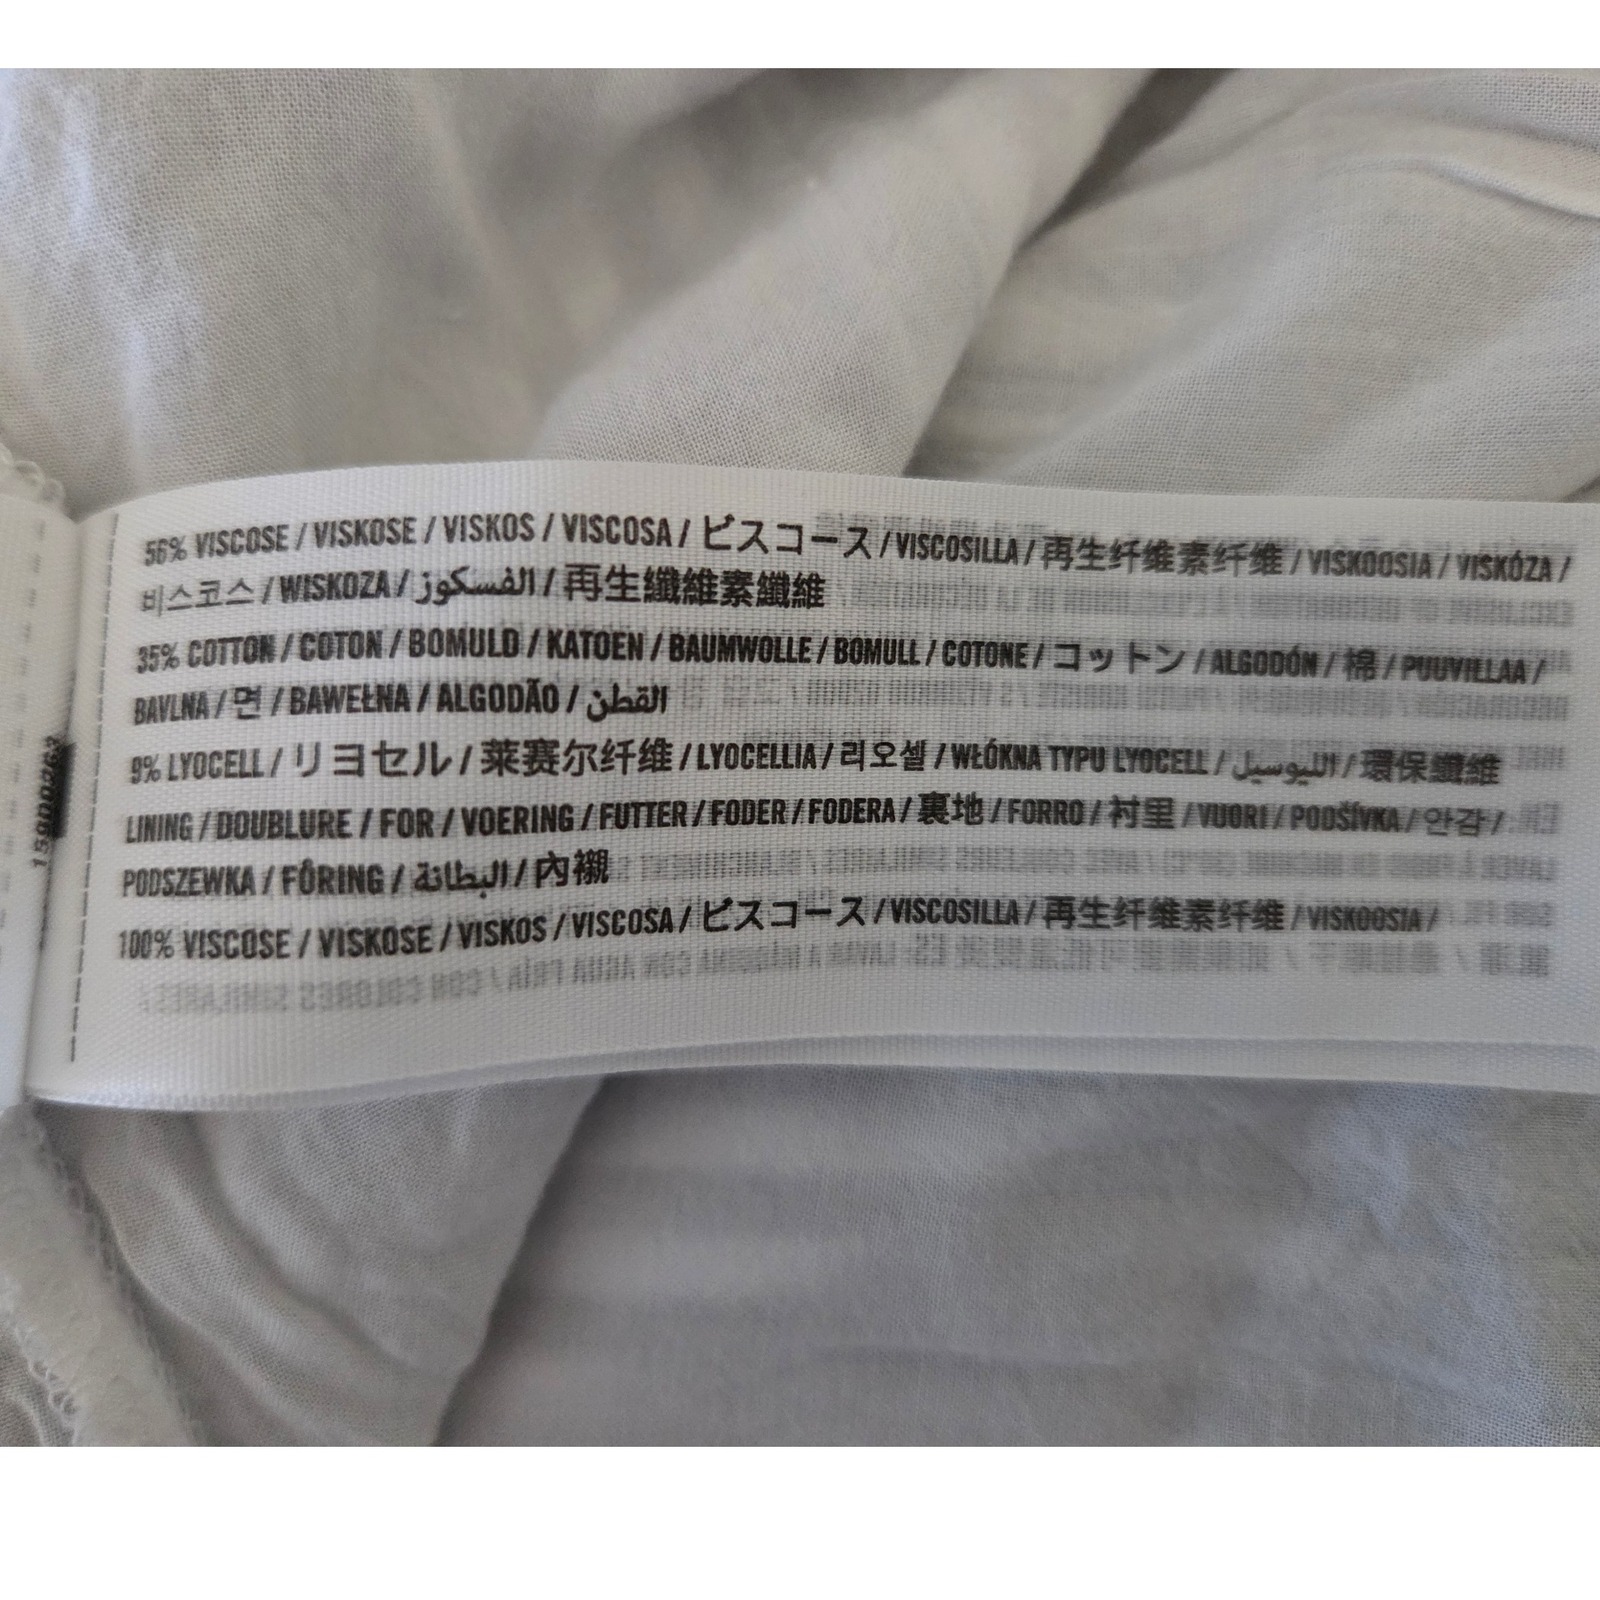 56% VISCOSE / VISKOSE / VISKOS / VISCOSA / ビスコース / VISCOSILLA / 再生纤维素纤维 / VISKOOSIA / VISKÓZA /
비스코스 / WISKOZA / الفسكوز / 再生纖維素纖維
35% COTTON / COTON / BOMULD / KATOEN / BAUMWOLLE / BOMULL / COTONE / コットン / ALGODÓN / 棉 / PUUVILLAA /
BAVLNA / 면 / BAWEŁNA / ALGODÃO / القطن
9% LYOCELL / リヨセル / 莱赛尔纤维 / LYOCELLIA / 리오셀 / WŁÓKNA TYPU LYOCELL / الليوسيل / 環保纖維
LINING / DOUBLURE / FOR / VOERING / FUTTER / FODER / FODERA / 裏地 / FORRO / 衬里 / VUORI / PODŠÍVKA / 안감 /
PODSZEWKA / FÔRING / البطانة / 內襯
100% VISCOSE / VISKOSE / VISKOS / VISCOSA / ビスコース / VISCOSILLA / 再生纤维素纤维 / VISKOOSIA /